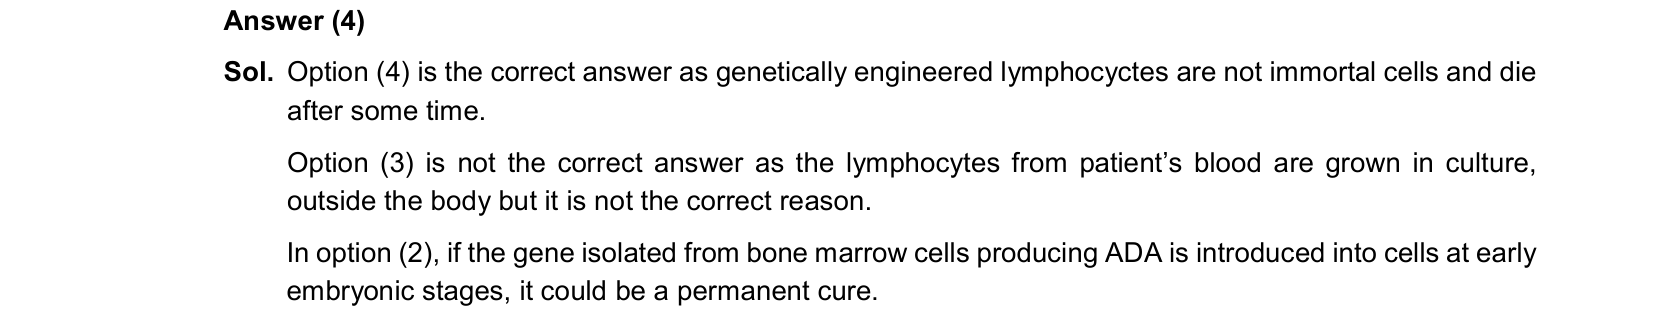 Answer (4)
Sol. Option (4) is the correct answer as genetically engineered lymphocyctes are not immortal cells and die
after some time.
Option (3) is not the correct answer as the lymphocytes from patient’s blood are grown in culture,
outside the body but it is not the correct reason.
In option (2), if the gene isolated from bone marrow cells producing ADA is introduced into cells at early
embryonic stages, it could be a permanent cure.